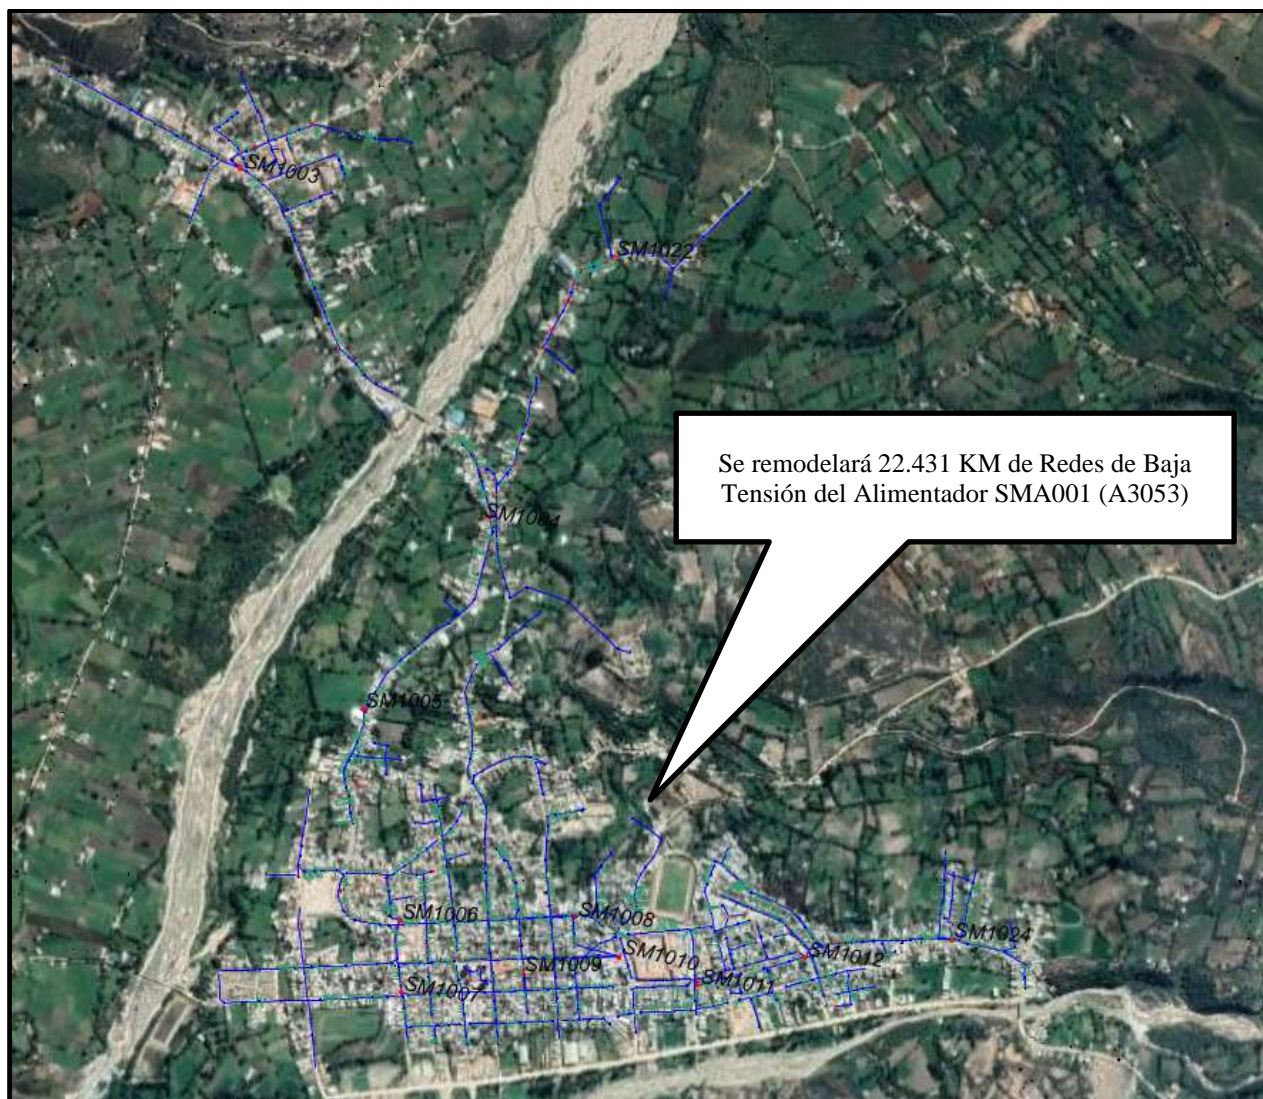 SM1003
SM1022
Se remodelará 22.431 KM de Redes de Baja
Tensión del Alimentador SMA001 (A3053)
SM1004
SM1005
SM1006
SM1008
SM1009
SM1010
SM1011
SM1012
SM1024
SM1007